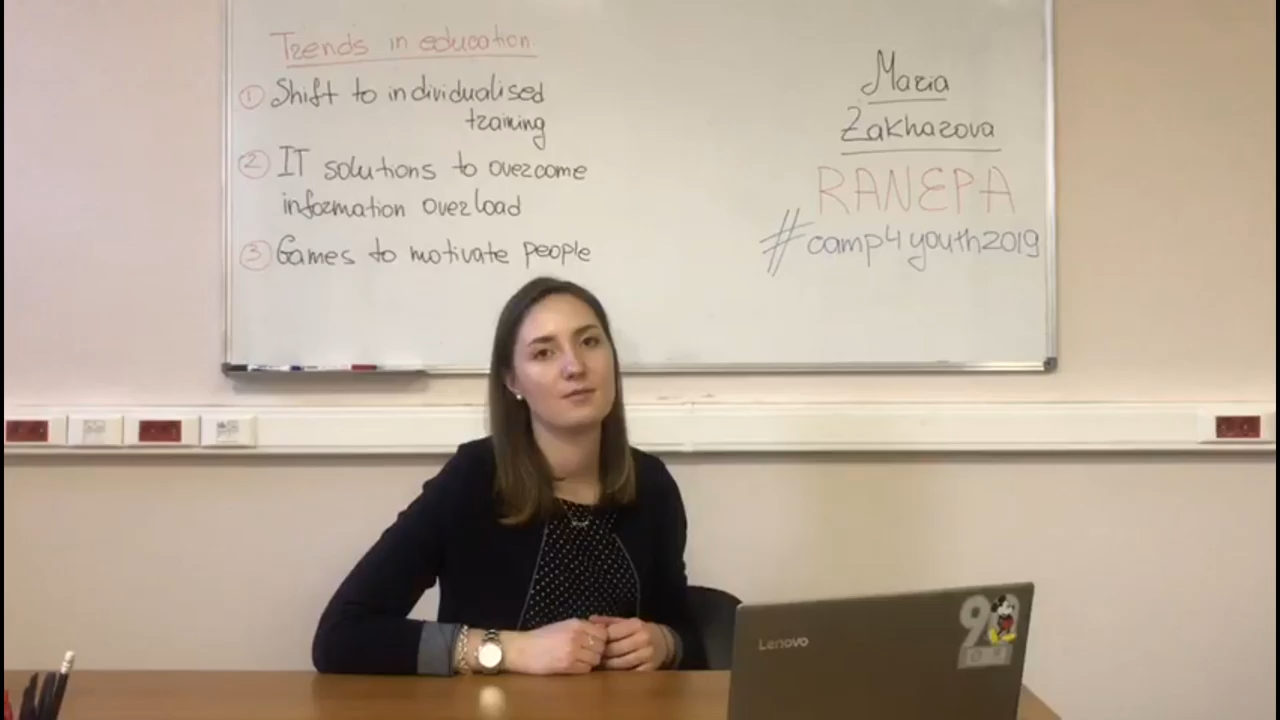 Trends in education.
① Shift to individualised
training
② IT solutions to overcome
information overload
③ Games to motivate people
Maria
Zakharova
RANEPA
#camp4youth2019
Lenovo
90